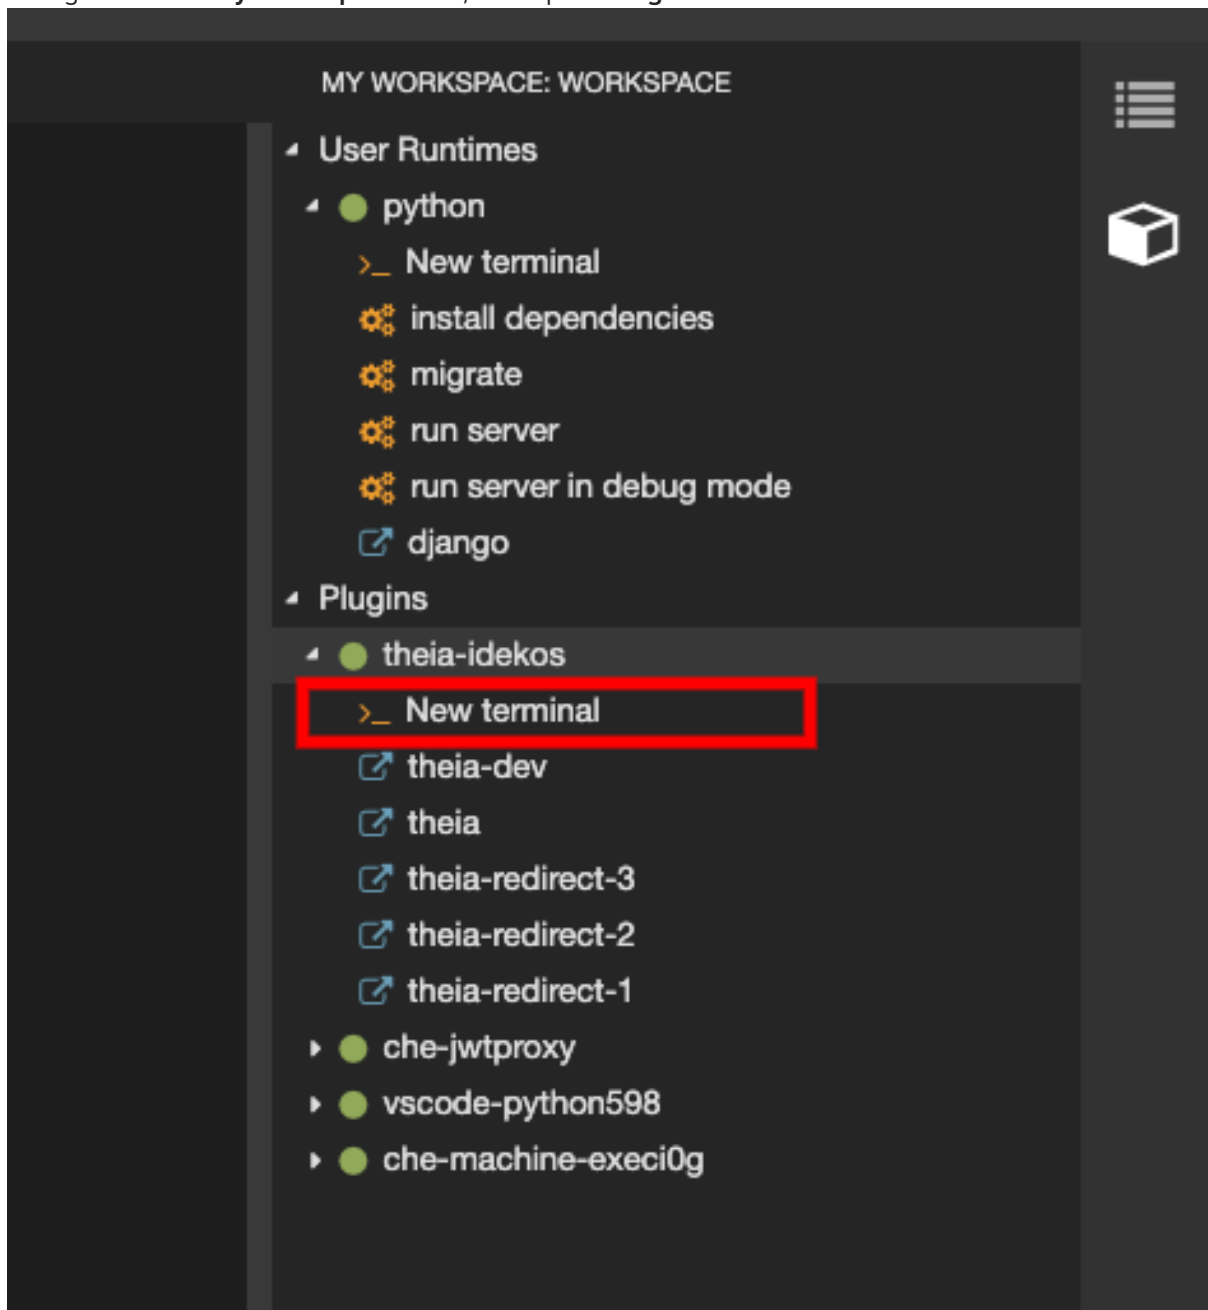 MY WORKSPACE: WORKSPACE
User Runtimes
python
>_ New terminal
install dependencies
migrate
run server
run server in debug mode
django
Plugins
theia-idekos
>_ New terminal
theia-dev
theia
theia-redirect-3
theia-redirect-2
theia-redirect-1
che-jwtproxy
vscode-python598
che-machine-execi0g